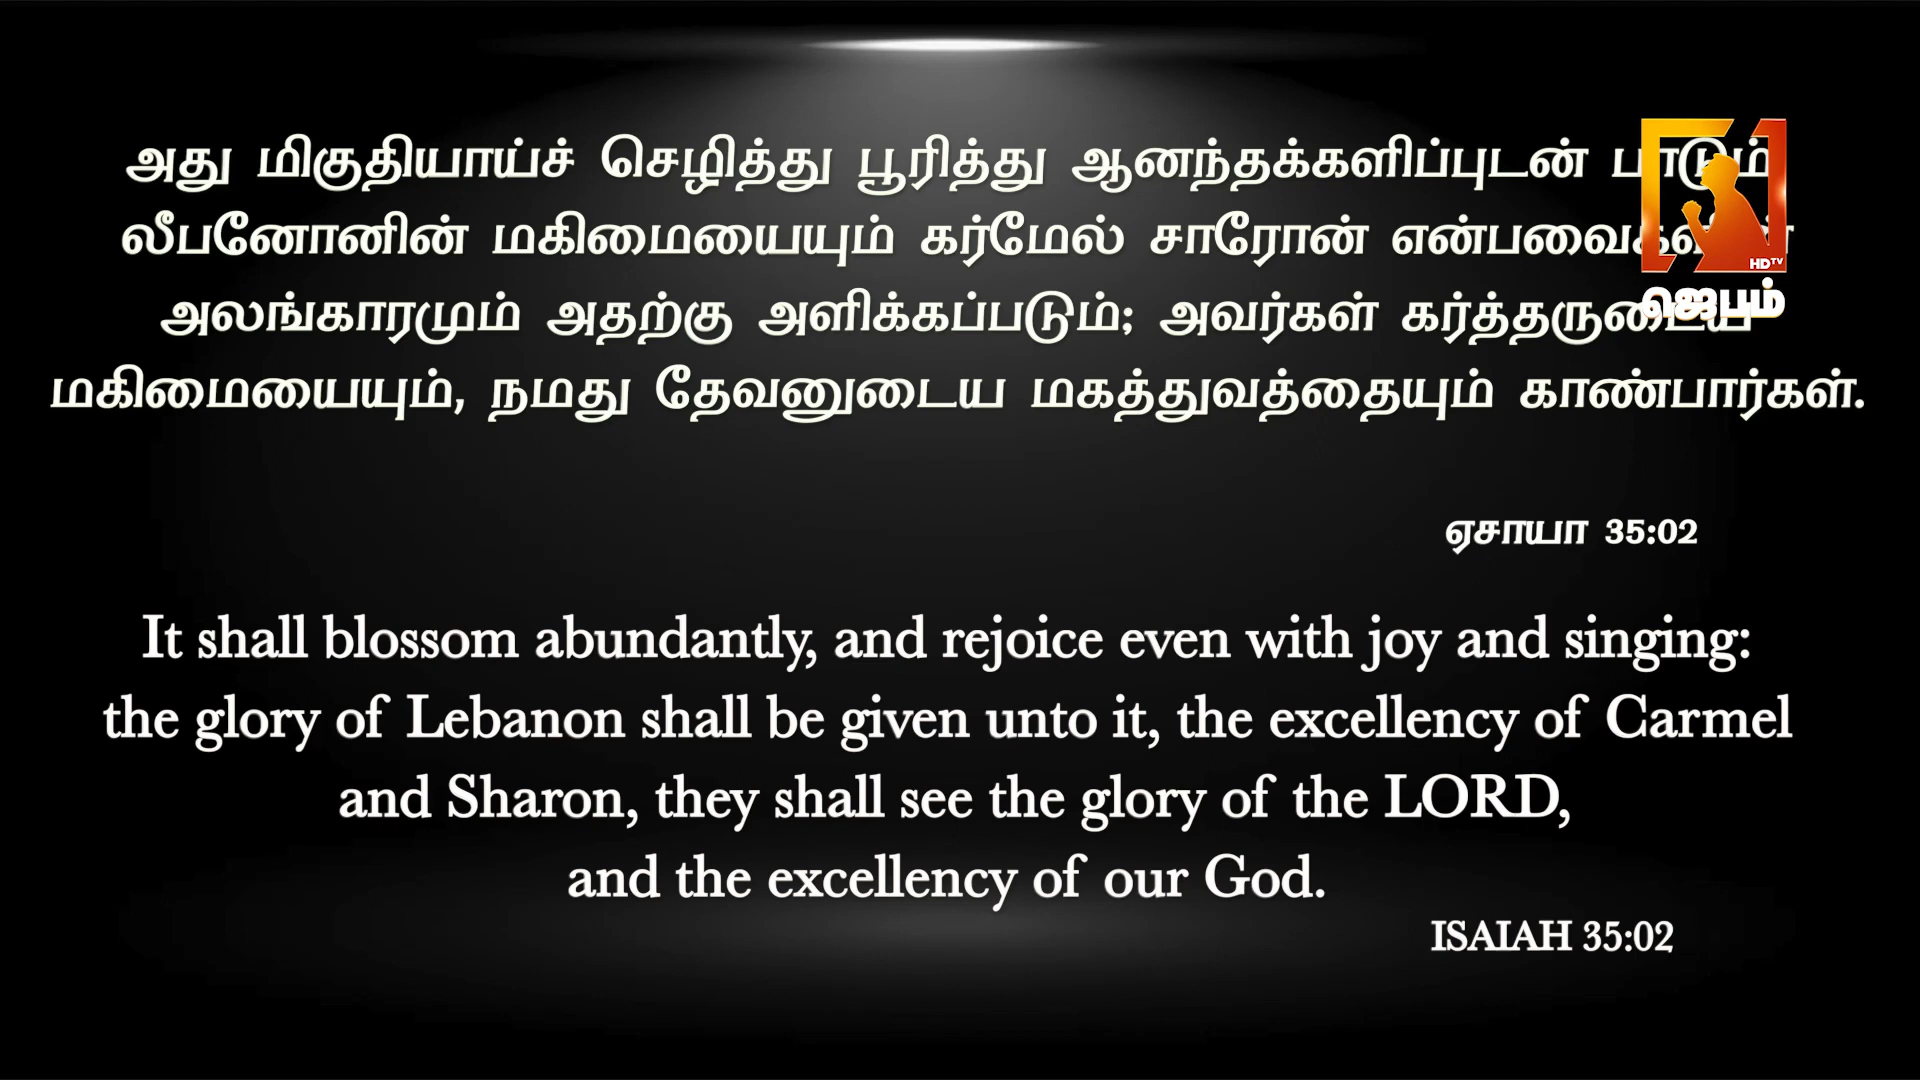 அது மிகுதியாய்ச் செழித்து பூரித்து ஆனந்தக்களிப்புடன் பாடும்
லீபனோனின் மகிமையையும் கர்மேல் சாரோன் என்பவைகளின்
அலங்காரமும் அதற்கு அளிக்கப்படும்; அவர்கள் கர்த்தருடைய
மகிமையையும், நமது தேவனுடைய மகத்துவத்தையும் காண்பார்கள்.
HD TV
ஜெபம்
ஏசாயா 35:02
It shall blossom abundantly, and rejoice even with joy and singing:
the glory of Lebanon shall be given unto it, the excellency of Carmel
and Sharon, they shall see the glory of the LORD,
and the excellency of our God.
ISAIAH 35:02